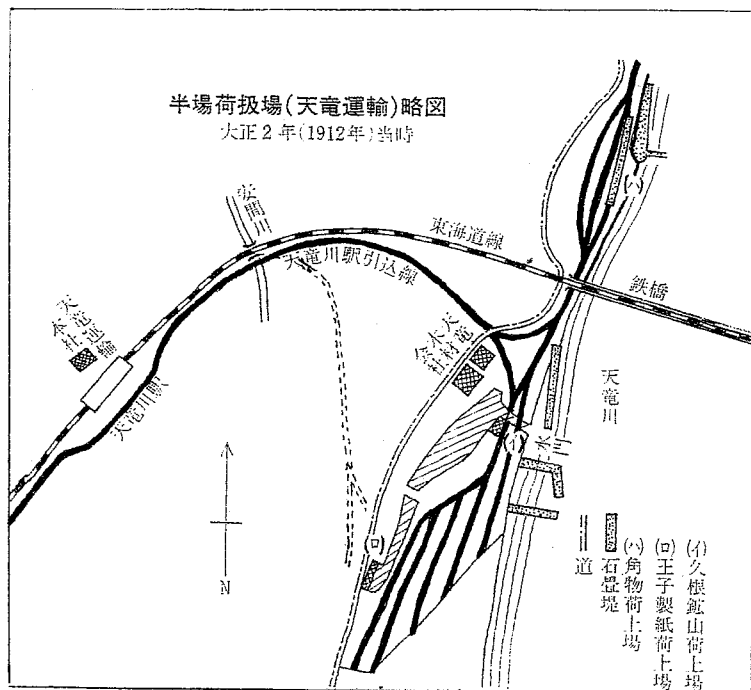 半場荷扱場(天竜運輸)略図
大正2年(1912年)当時
安間川
東海道線
天竜川駅引込線
鉄橋
(ハ)
天竜運輸
本社
天竜川駅
天竜
木材
会社
天竜川
(イ)
水門
(ロ)
N
(イ)久根鉱山荷上場
(ロ)王子製紙荷上場
(ハ)角物荷上場
石畳堤
道